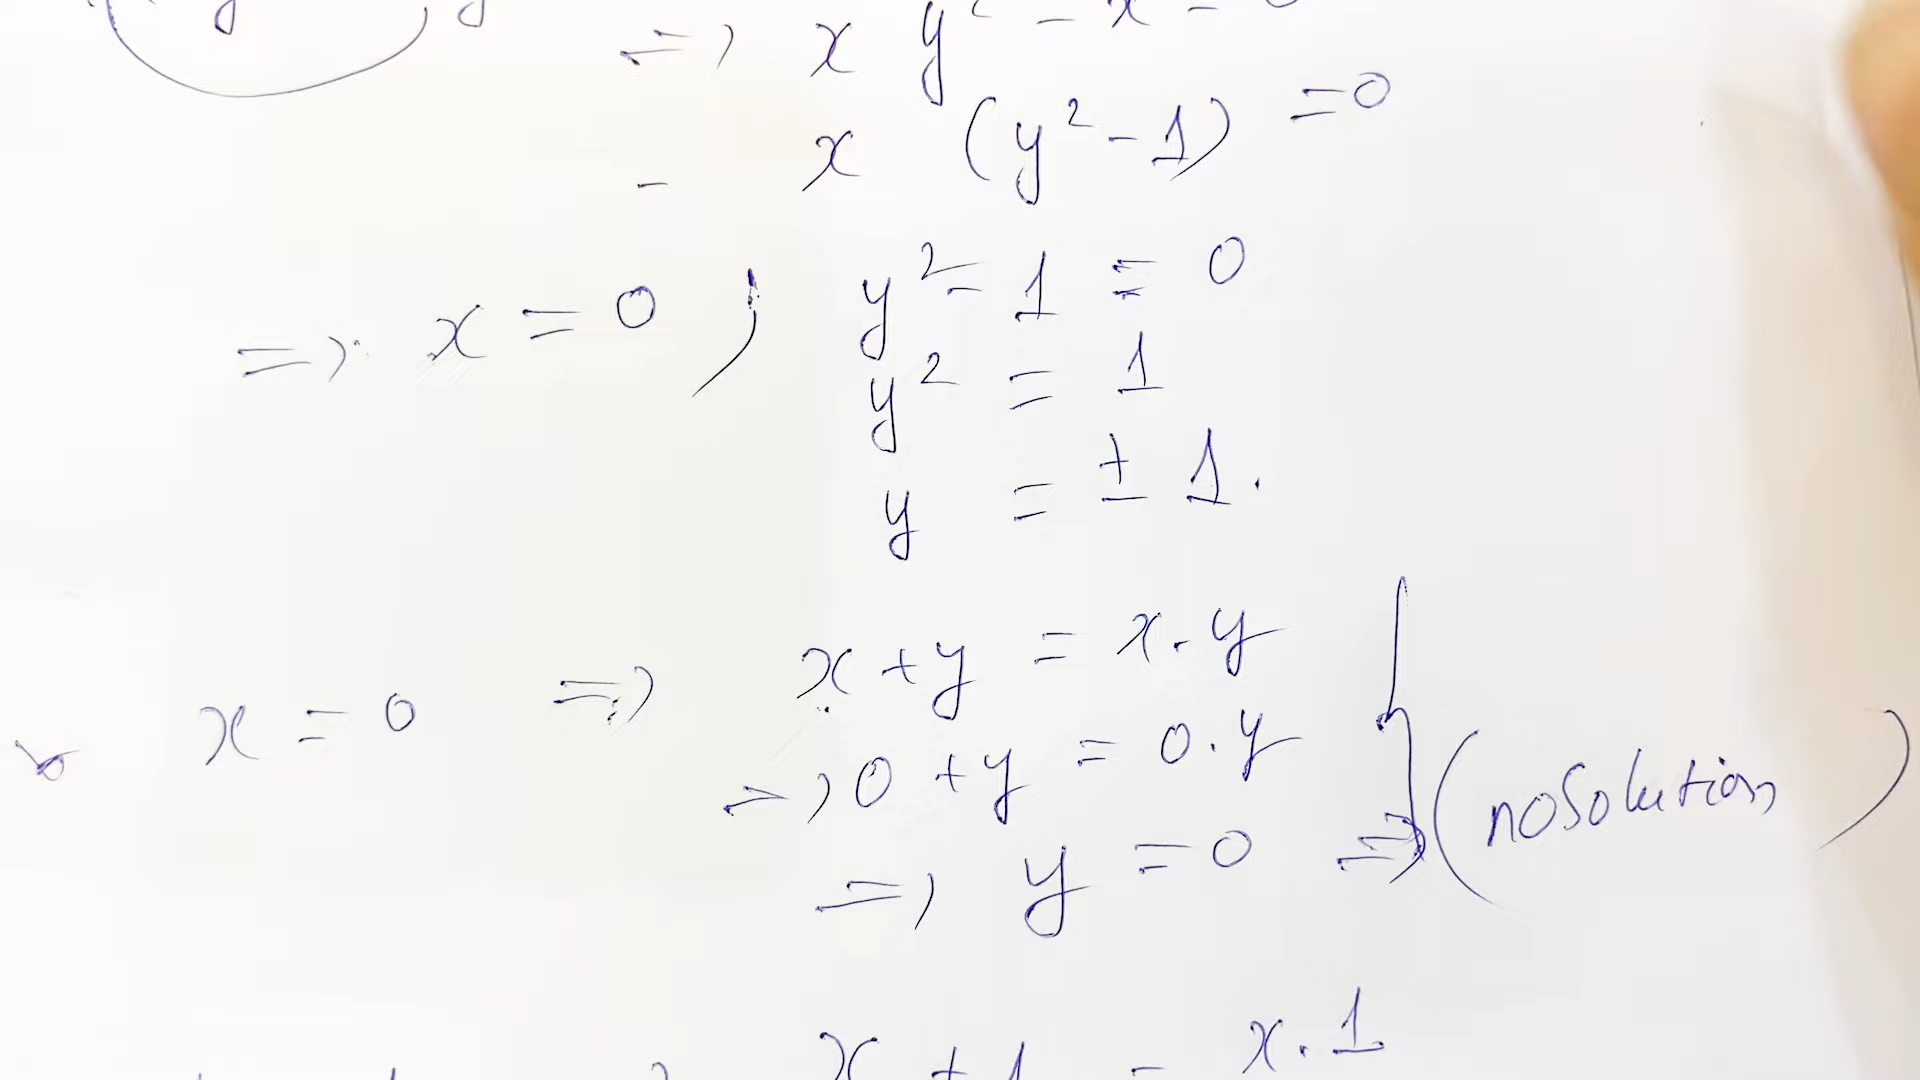 => x y² - x =
- x (y² - 1) = 0
=> x = 0 ; y² - 1 = 0
y² = 1
y = ± 1.
x = 0 => x + y = x . y
=> 0 + y = 0 . y
=> y = 0 => (no solution)
x + 1 = x . 1